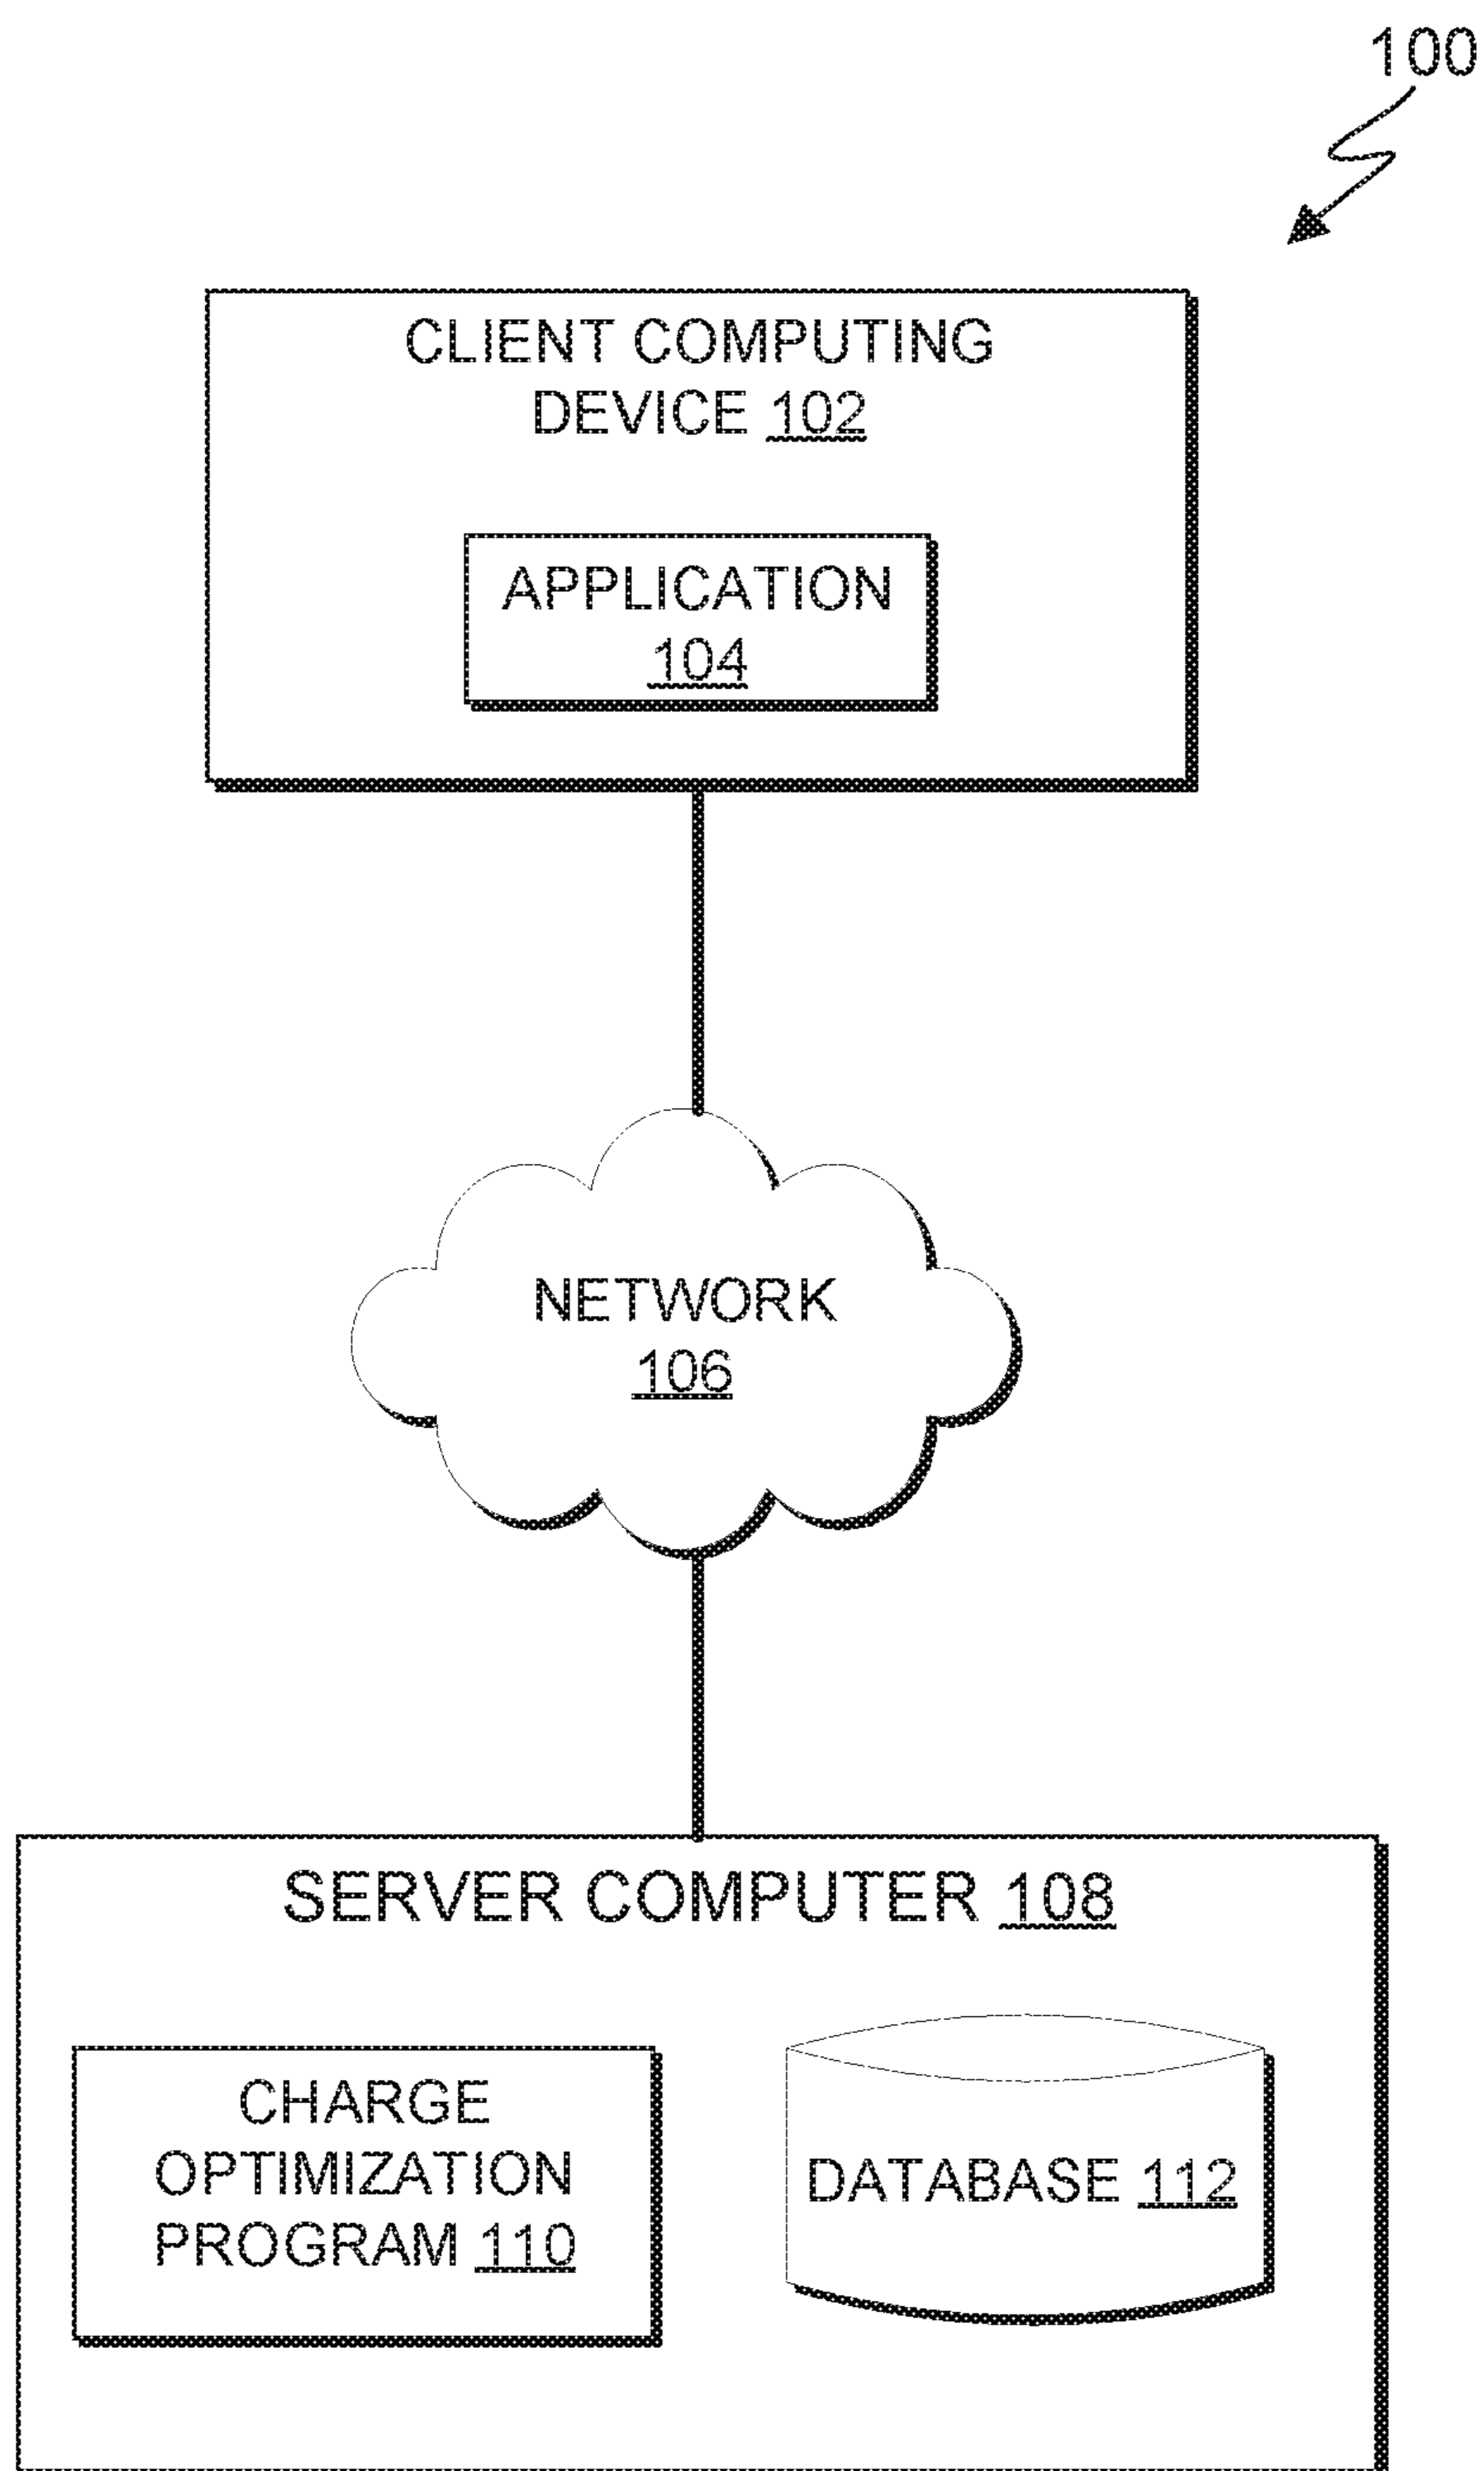 100
CLIENT COMPUTING
DEVICE 102
APPLICATION
104
NETWORK
106
SERVER COMPUTER 108
CHARGE
OPTIMIZATION
PROGRAM 110
DATABASE 112